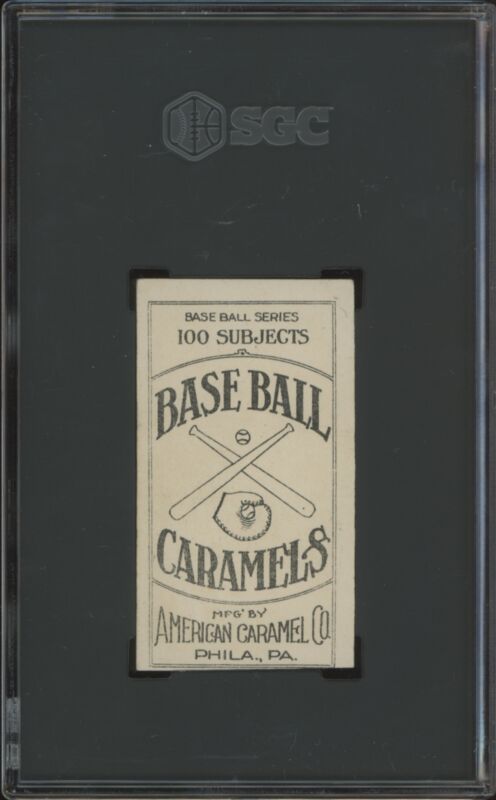 SGC
BASE BALL SERIES
100 SUBJECTS
BASE BALL
CARAMELS
MFG' BY
AMERICAN CARAMEL CO.
PHILA., PA.